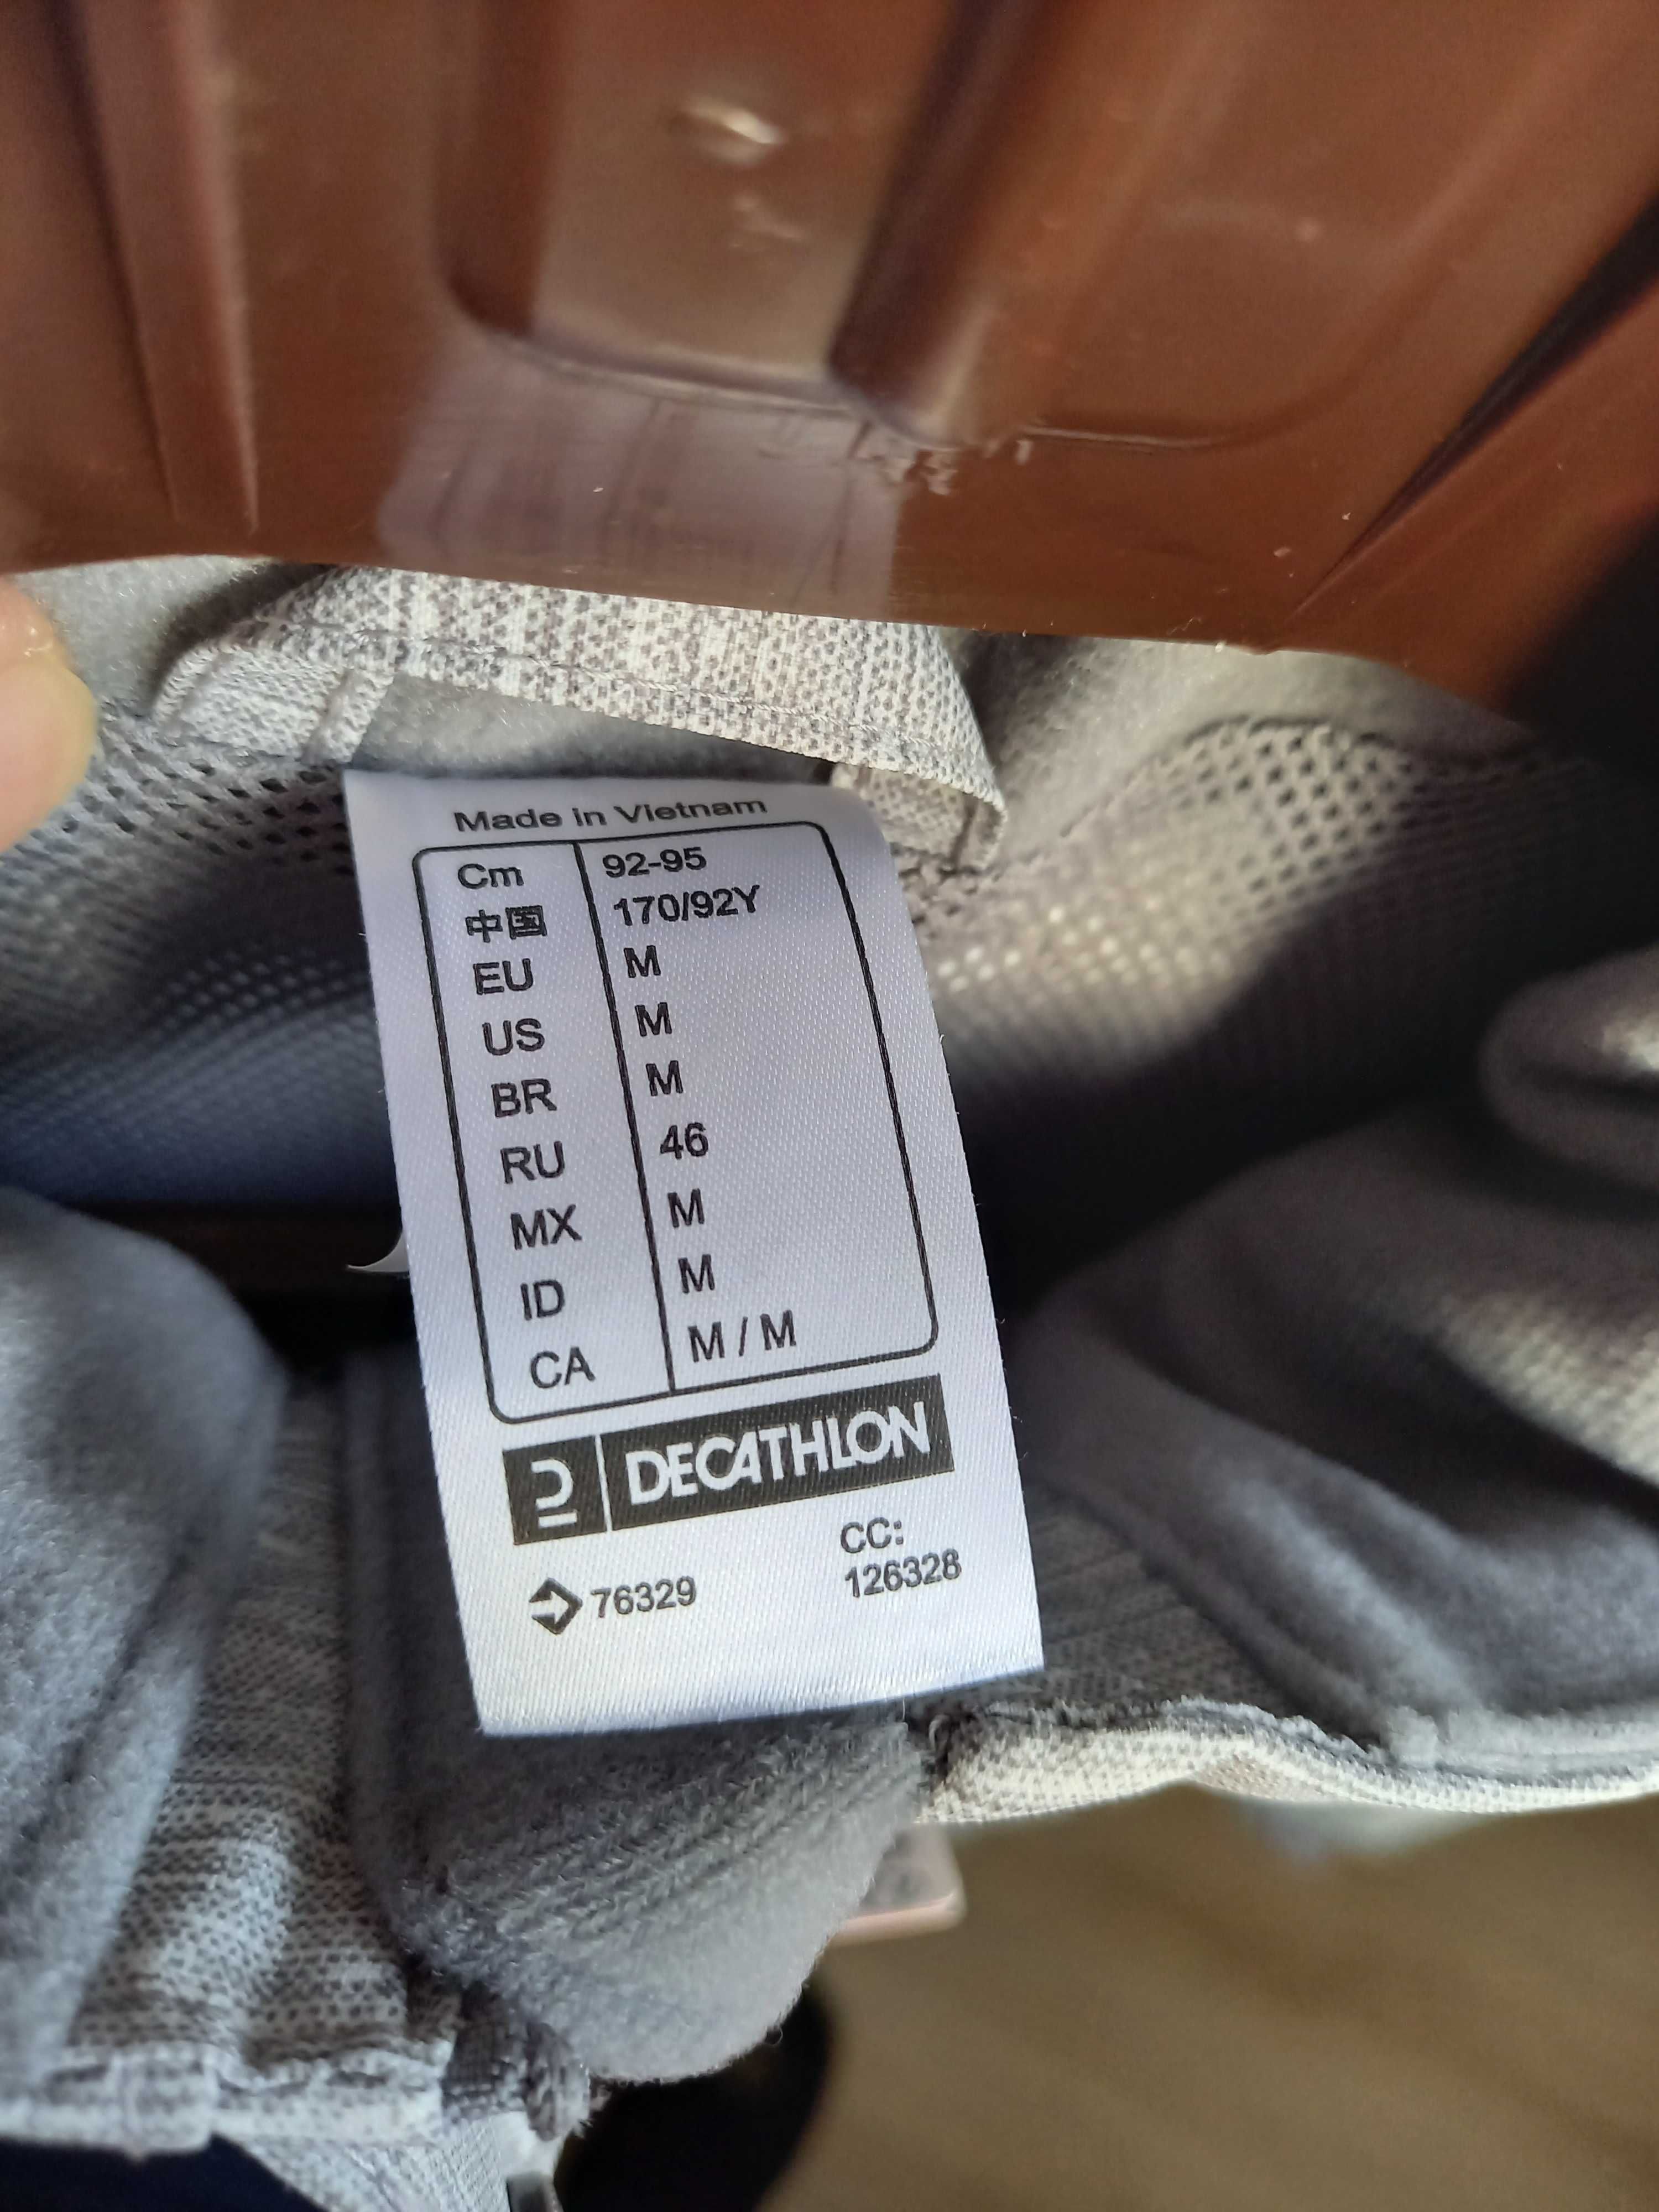 Made in Vietnam
Cm 92-95
中国 170/92Y
EU M
US M
BR M
RU 46
MX M
ID M
CA M / M
DECATHLON
76329 CC:
126328